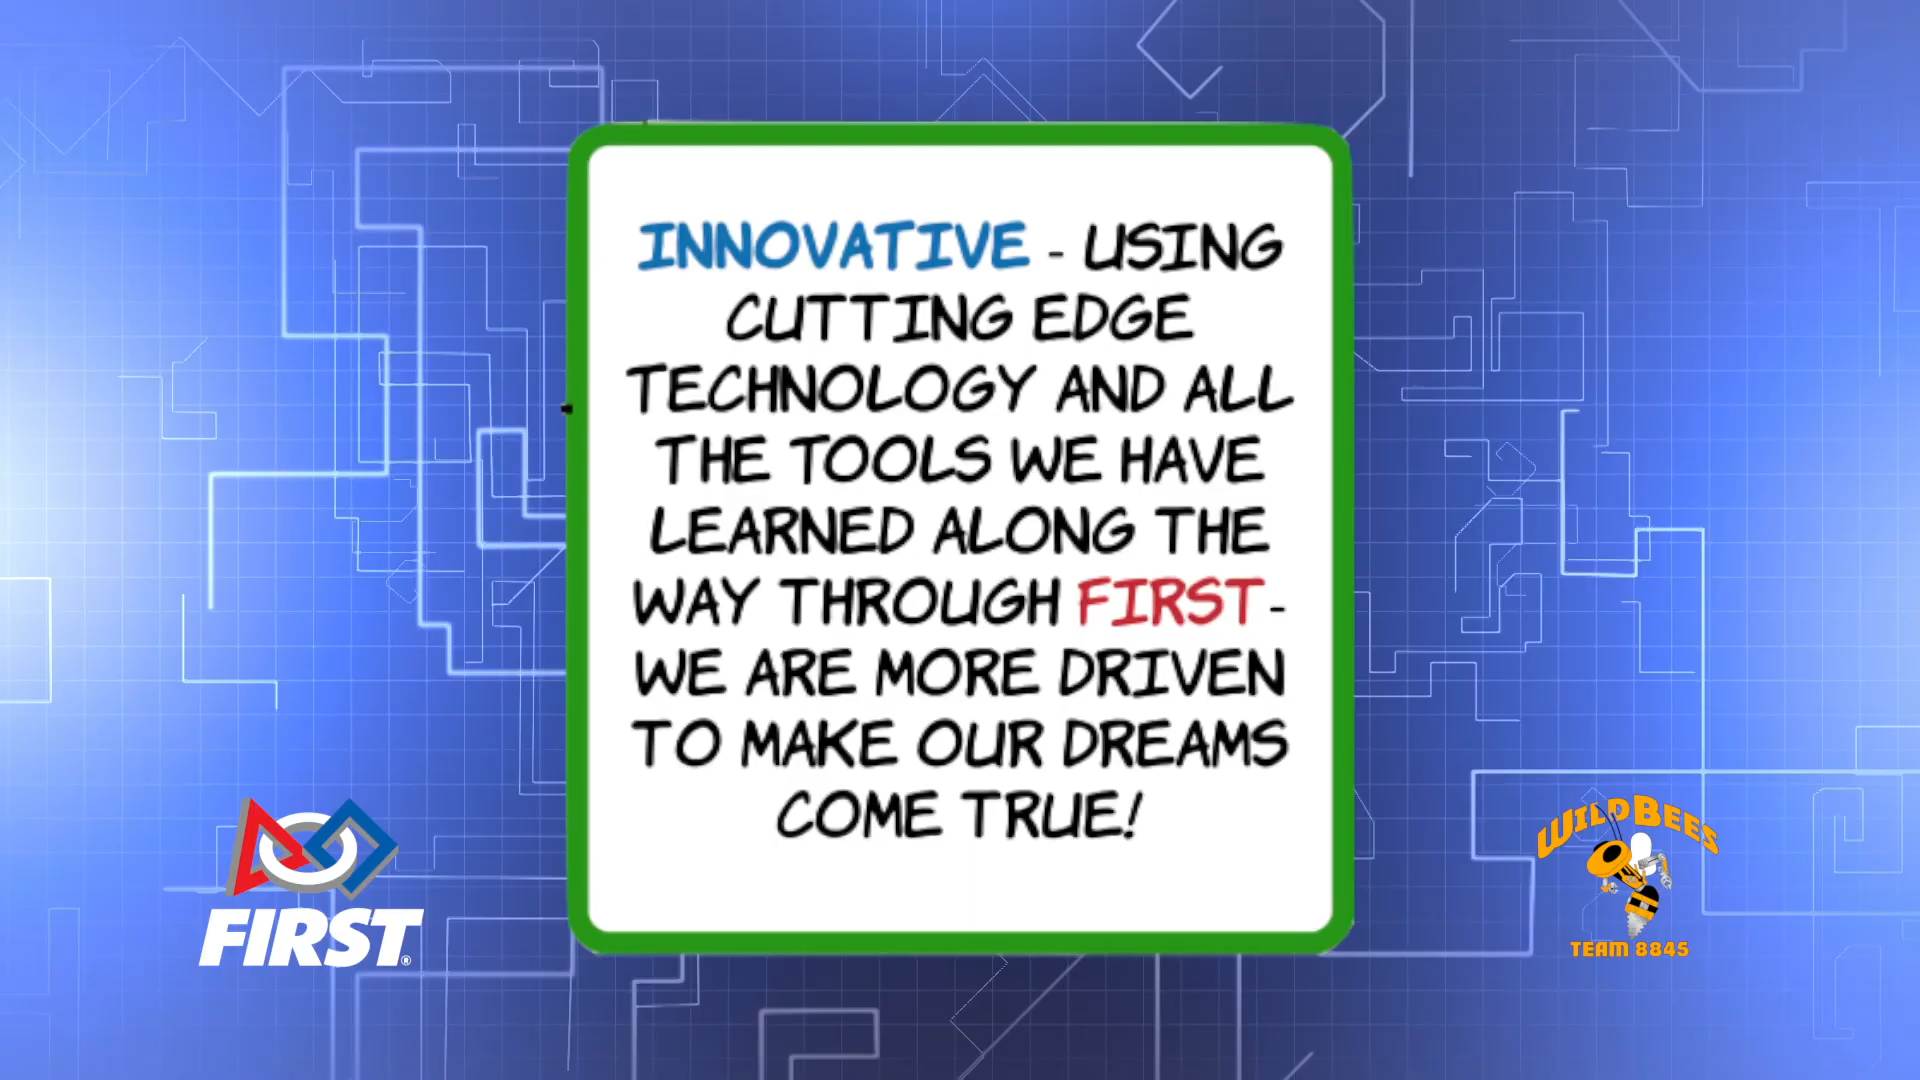 INNOVATIVE - USING
CUTTING EDGE
TECHNOLOGY AND ALL
THE TOOLS WE HAVE
LEARNED ALONG THE
WAY THROUGH FIRST-
WE ARE MORE DRIVEN
TO MAKE OUR DREAMS
COME TRUE!
FIRST®
WILDBEES
TEAM 8845